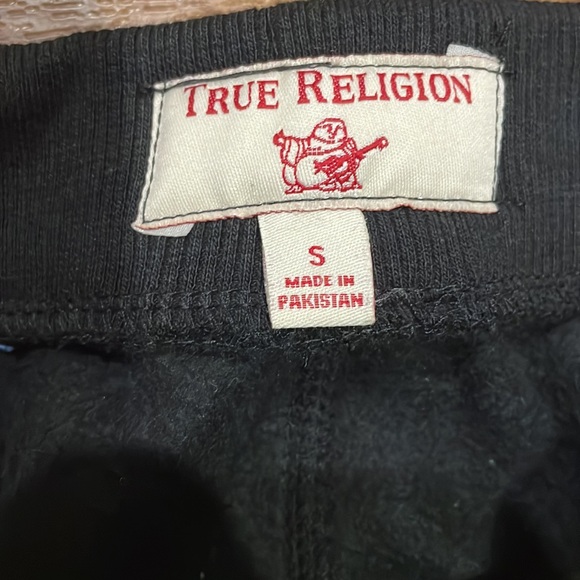 TRUE RELIGION
S
MADE IN
PAKISTAN